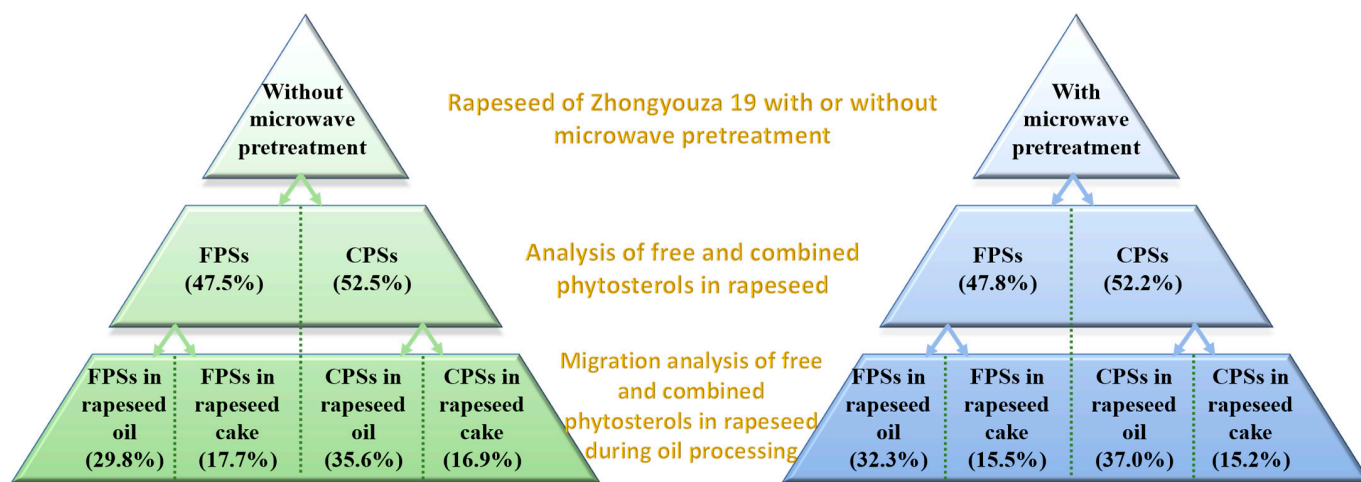 Without
microwave
pretreatment
Rapeseed of Zhongyouza 19 with or without
microwave pretreatment
With
microwave
pretreatment
FPSs
(47.5%)
CPSs
(52.5%)
Analysis of free and combined
phytosterols in rapeseed
FPSs
(47.8%)
CPSs
(52.2%)
FPSs in
rapeseed
oil
(29.8%)
FPSs in
rapeseed
cake
(17.7%)
CPSs in
rapeseed
oil
(35.6%)
CPSs in
rapeseed
cake
(16.9%)
Migration analysis of free
and combined
phytosterols in rapeseed
during oil processing
FPSs in
rapeseed
oil
(32.3%)
FPSs in
rapeseed
cake
(15.5%)
CPSs in
rapeseed
oil
(37.0%)
CPSs in
rapeseed
cake
(15.2%)